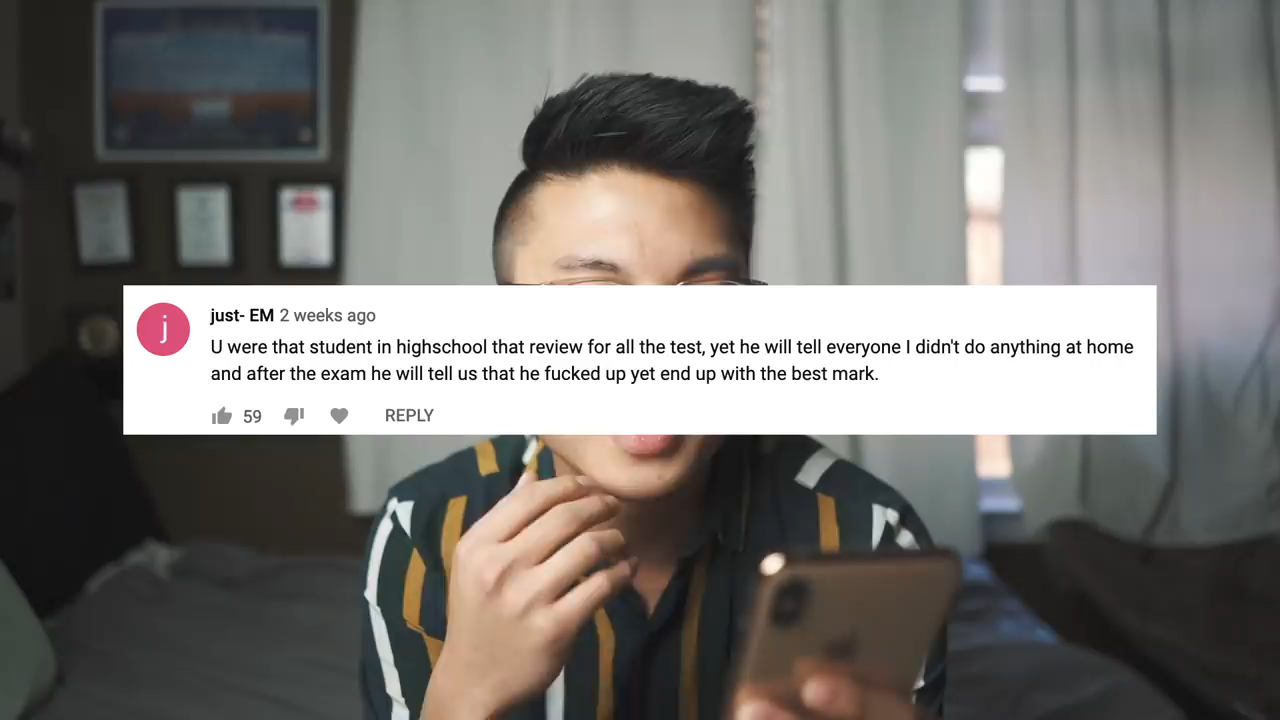 j
just- EM 2 weeks ago
U were that student in highschool that review for all the test, yet he will tell everyone I didn't do anything at home
and after the exam he will tell us that he fucked up yet end up with the best mark.
59 REPLY